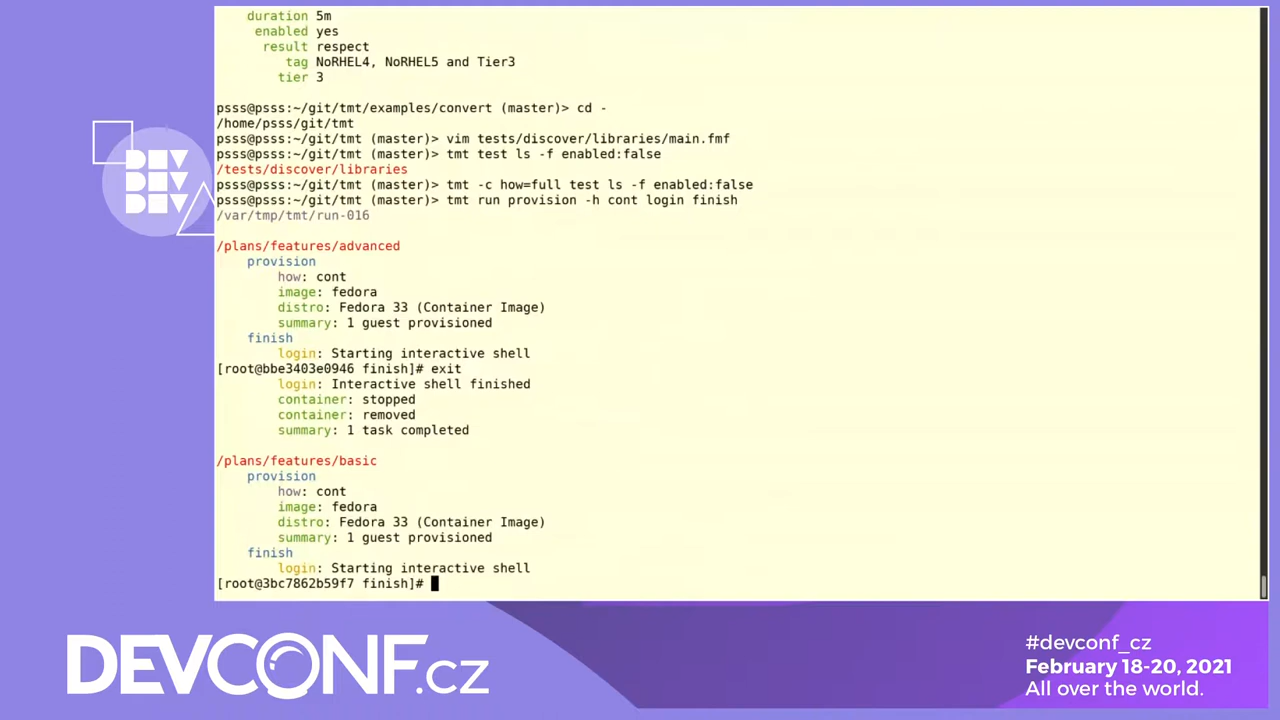 duration 5m
enabled yes
result respect
tag NoRHEL4, NoRHEL5 and Tier3
tier 3
psss@psss:~/git/tmt/examples/convert (master)> cd -
/home/psss/git/tmt
psss@psss:~/git/tmt (master)> vim tests/discover/libraries/main.fmf
psss@psss:~/git/tmt (master)> tmt test ls -f enabled:false
/tests/discover/libraries
psss@psss:~/git/tmt (master)> tmt -c how=full test ls -f enabled:false
psss@psss:~/git/tmt (master)> tmt run provision -h cont login finish
/var/tmp/tmt/run-016
/plans/features/advanced
provision
how: cont
image: fedora
distro: Fedora 33 (Container Image)
summary: 1 guest provisioned
finish
login: Starting interactive shell
[root@bbe3403e0946 finish]# exit
login: Interactive shell finished
container: stopped
container: removed
summary: 1 task completed
/plans/features/basic
provision
how: cont
image: fedora
distro: Fedora 33 (Container Image)
summary: 1 guest provisioned
finish
login: Starting interactive shell
[root@3bc7862b59f7 finish]#
DEV
DEV
DEV
DEVCONF.cz
#devconf_cz
February 18-20, 2021
All over the world.